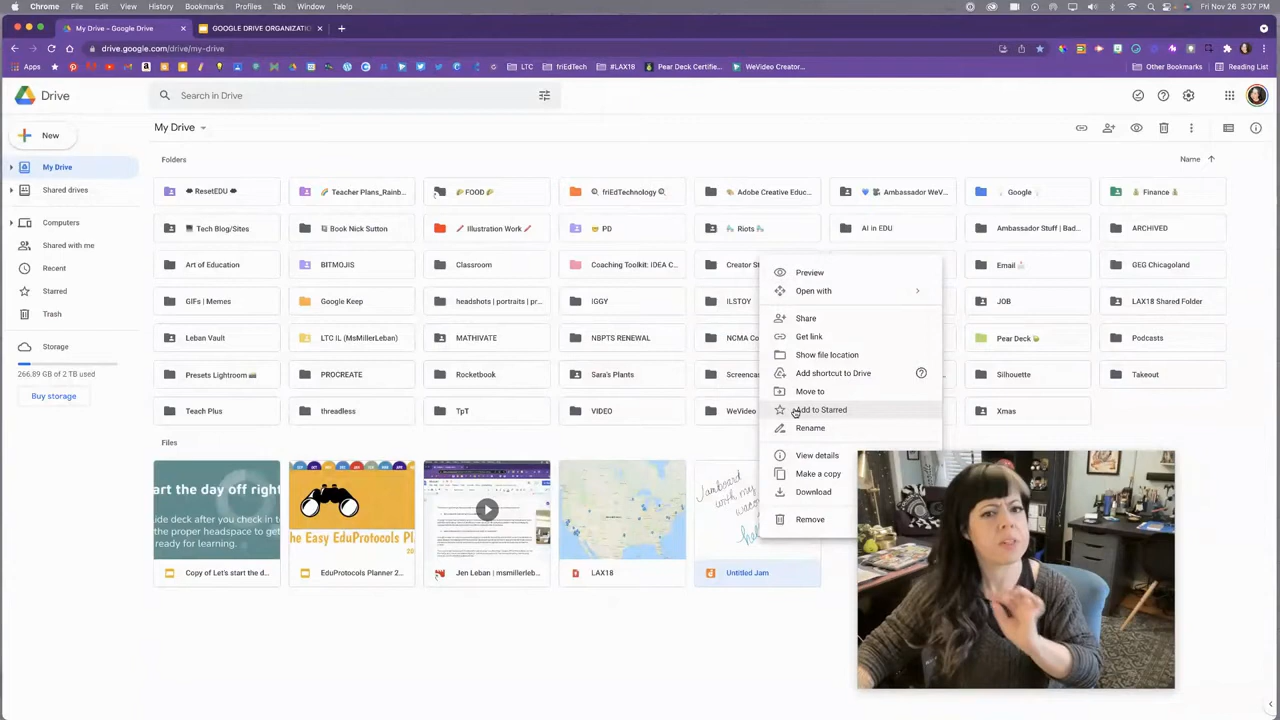 Chrome File Edit View History Bookmarks Profiles Tab Window Help Fri Nov 26 3:07 PM
My Drive – Google Drive GOOGLE DRIVE ORGANIZATIO
drive.google.com/drive/my-drive
Apps LTC friEdTech #LAX18 Pear Deck Certifie... WeVideo Creator... Other Bookmarks Reading List
Drive Search in Drive
New
My Drive
Shared drives
Computers
Shared with me
Recent
Starred
Trash
Storage
266.89 GB of 2 TB used
Buy storage
My Drive
Folders Name
ResetEDU Teacher Plans_Rainb... FOOD friEdTechnology Adobe Creative Educ... Ambassador WeV... Google Finance
Tech Blog/Sites Book Nick Sutton Illustration Work PD Riots AI in EDU Ambassador Stuff | Bad... ARCHIVED
Art of Education BITMOJIS Classroom Coaching Toolkit: IDEA C... Creator St Email GEG Chicagoland
GIFs | Memes Google Keep headshots | portraits | pr... IGGY ILSTOY JOB LAX18 Shared Folder
Leban Vault LTC IL (MsMillerLeban) MATHIVATE NBPTS RENEWAL NCMA Co Pear Deck Podcasts
Presets Lightroom PROCREATE Rocketbook Sara's Plants Screencas Silhouette Takeout
Teach Plus threadless TpT VIDEO WeVideo Xmas
Preview
Open with
Share
Get link
Show file location
Add shortcut to Drive
Move to
Add to Starred
Rename
View details
Make a copy
Download
Remove
Files
art the day off right
ide deck after you check in t
the proper headspace to get
ready for learning.
he Easy EduProtocols Pl
Jamboard
with my
Copy of Let's start the d... EduProtocols Planner 2... Jen Leban | msmillerleb... LAX18 Untitled Jam